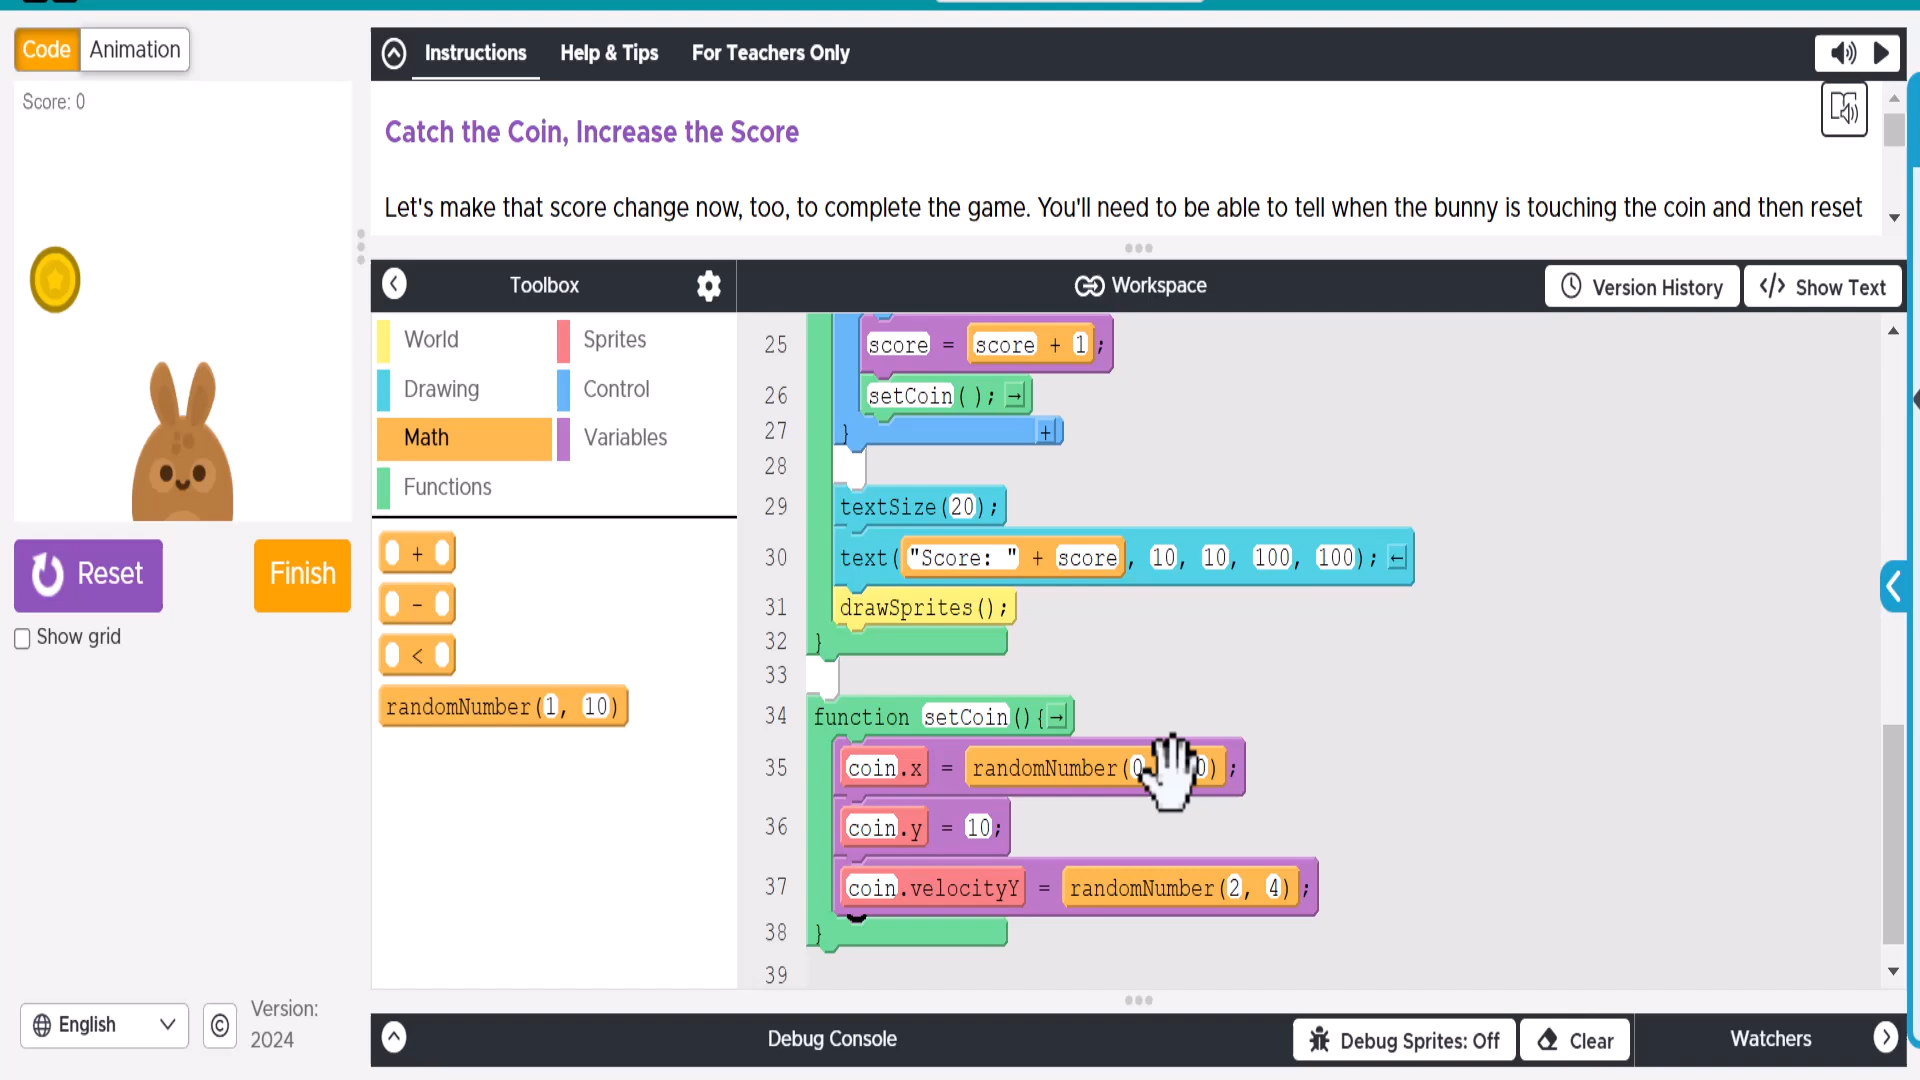 Code Animation
Score: 0
Reset
Finish
Show grid
English
©
Version:
2024
Instructions Help & Tips For Teachers Only
Catch the Coin, Increase the Score
Let's make that score change now, too, to complete the game. You'll need to be able to tell when the bunny is touching the coin and then reset
Toolbox
Workspace
Version History
</> Show Text
World
Sprites
Drawing
Control
Math
Variables
Functions
+
-
<
randomNumber(1, 10)
25 score = score + 1;
26 setCoin();
27 }
28
29 textSize(20);
30 text("Score: " + score, 10, 10, 100, 100);
31 drawSprites();
32 }
33
34 function setCoin(){
35 coin.x = randomNumber(0 0);
36 coin.y = 10;
37 coin.velocityY = randomNumber(2, 4);
38 }
39
Debug Console
Debug Sprites: Off
Clear
Watchers